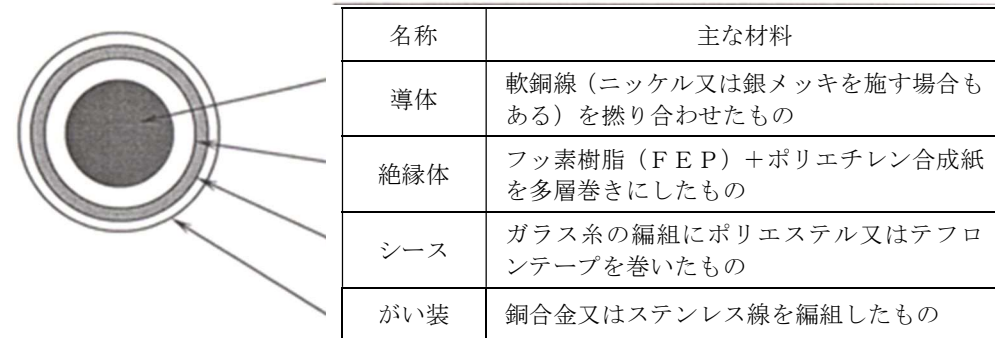 名称
主な材料
導体
軟銅線（ニッケル又は銀メッキを施す場合も
ある）を撚り合わせたもの
絶縁体
フッ素樹脂（ＦＥＰ）＋ポリエチレン合成紙
を多層巻きにしたもの
シース
ガラス糸の編組にポリエステル又はテフロ
ンテープを巻いたもの
がい装
銅合金又はステンレス線を編組したもの